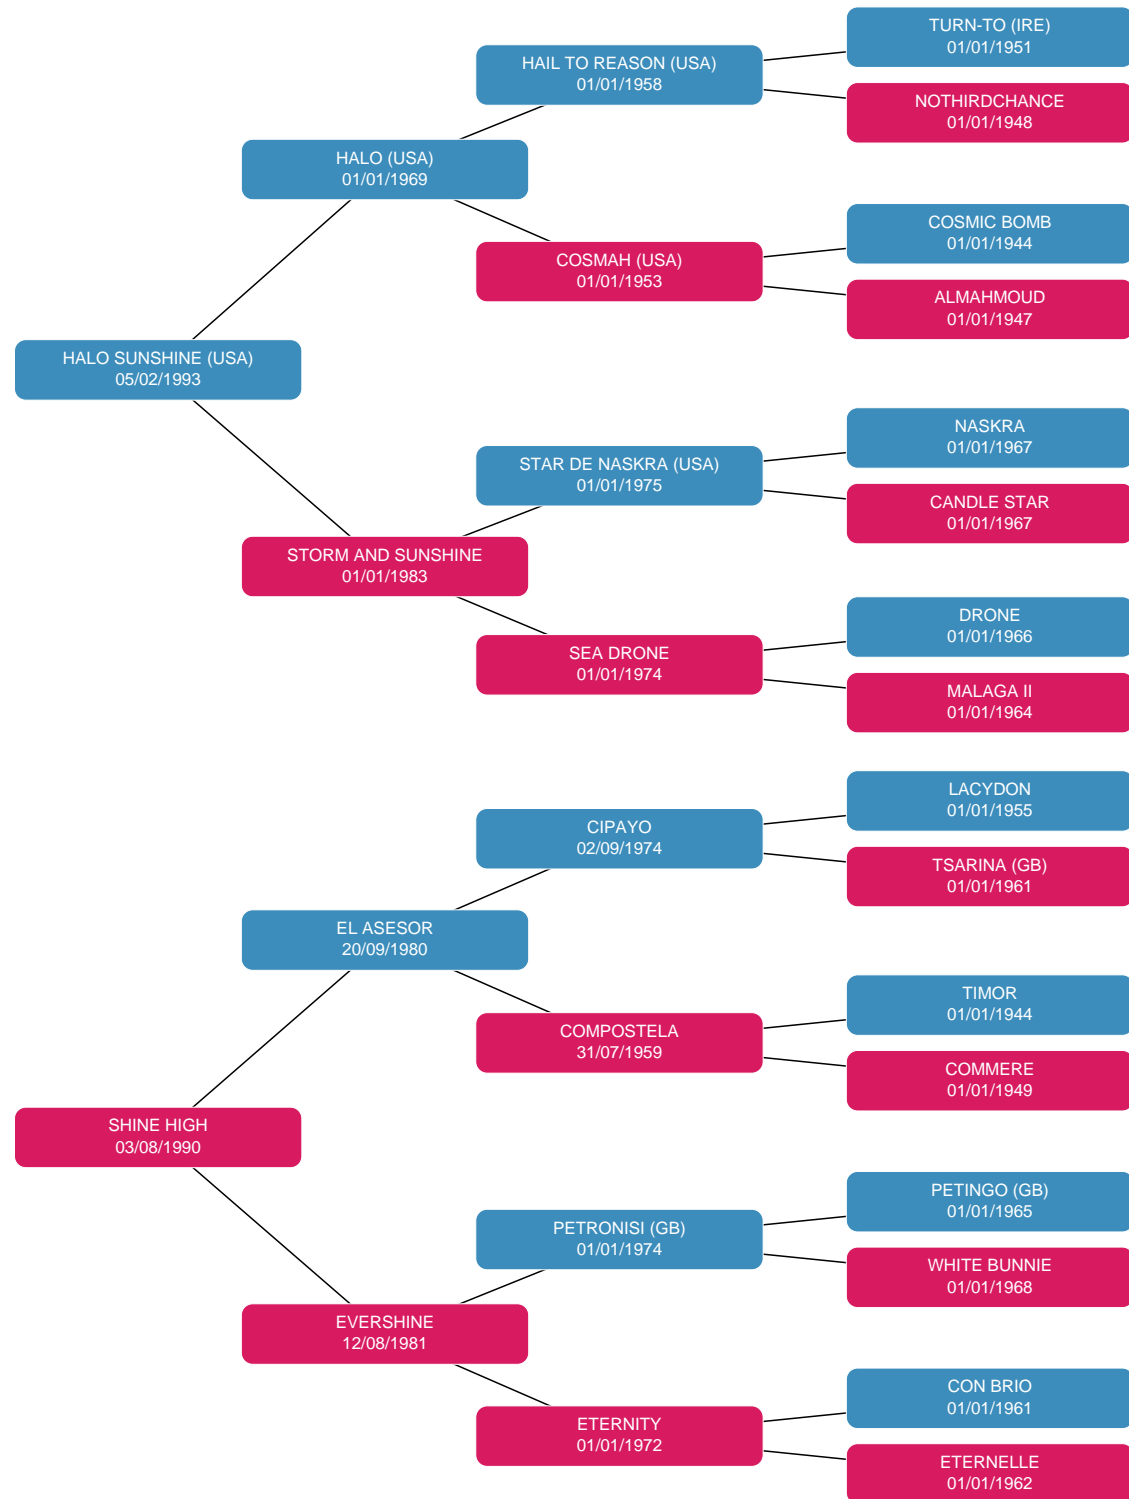 TURN-TO (IRE)
01/01/1951
HAIL TO REASON (USA)
01/01/1958
NOTHIRDCHANCE
01/01/1948
HALO (USA)
01/01/1969
COSMIC BOMB
01/01/1944
COSMAH (USA)
01/01/1953
ALMAHMOUD
01/01/1947
HALO SUNSHINE (USA)
05/02/1993
NASKRA
01/01/1967
STAR DE NASKRA (USA)
01/01/1975
CANDLE STAR
01/01/1967
STORM AND SUNSHINE
01/01/1983
DRONE
01/01/1966
SEA DRONE
01/01/1974
MALAGA II
01/01/1964
LACYDON
01/01/1955
CIPAYO
02/09/1974
TSARINA (GB)
01/01/1961
EL ASESOR
20/09/1980
TIMOR
01/01/1944
COMPOSTELA
31/07/1959
COMMERE
01/01/1949
SHINE HIGH
03/08/1990
PETINGO (GB)
01/01/1965
PETRONISI (GB)
01/01/1974
WHITE BUNNIE
01/01/1968
EVERSHINE
12/08/1981
CON BRIO
01/01/1961
ETERNITY
01/01/1972
ETERNELLE
01/01/1962